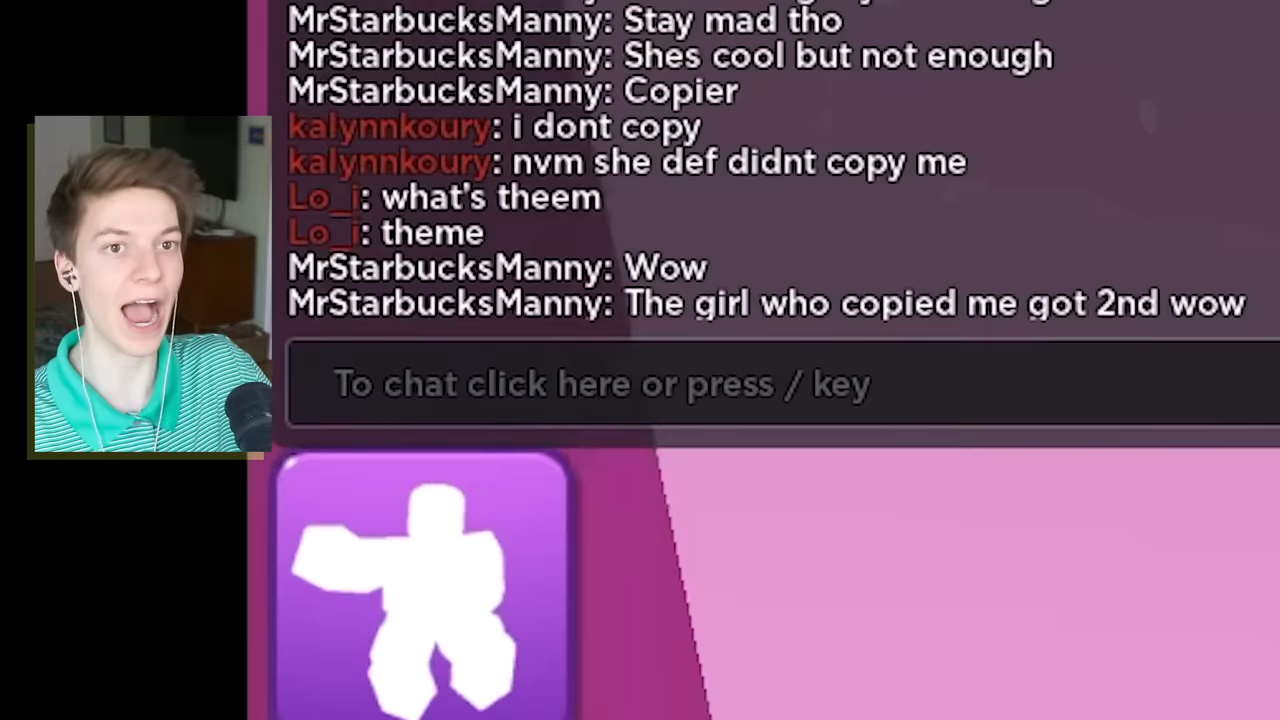 MrStarbucksManny: Stay mad tho
MrStarbucksManny: Shes cool but not enough
MrStarbucksManny: Copier
kalynnkoury: i dont copy
kalynnkoury: nvm she def didnt copy me
Lo_i: what's theem
Lo_i: theme
MrStarbucksManny: Wow
MrStarbucksManny: The girl who copied me got 2nd wow
To chat click here or press / key